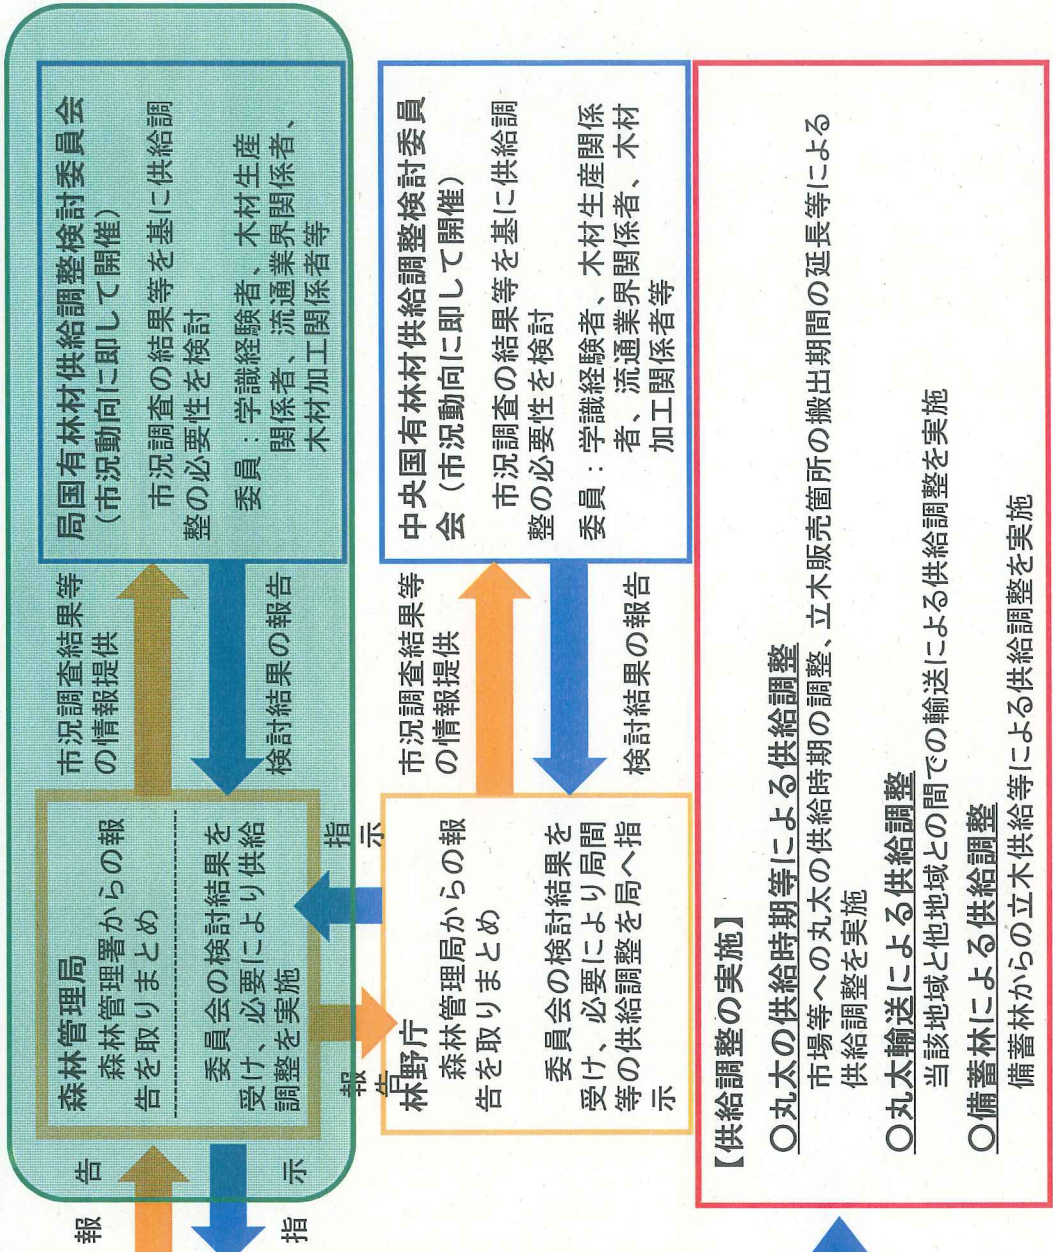 報告
指示
森林管理局
森林管理署からの報
告を取りまとめ
委員会の検討結果を
受け、必要により供給
調整を実施
市況調査結果等
の情報提供
検討結果の報告
局国有林材供給調整検討委員会
（市況動向に即して開催）
市況調査の結果等を基に供給調
整の必要性を検討
委員：学識経験者、木材生産
関係者、流通業界関係者、
木材加工関係者等
報告
指示
林野庁
森林管理局からの報
告を取りまとめ
委員会の検討結果を
受け、必要により局間
等の供給調整を局へ指
示
市況調査結果等
の情報提供
検討結果の報告
中央国有林材供給調整検討委員
会（市況動向に即して開催）
市況調査の結果等を基に供給調
整の必要性を検討
委員：学識経験者、木材生産関係
者、流通業界関係者、木材
加工関係者等
【供給調整の実施】
○丸太の供給時期等による供給調整
市場等への丸太の供給時期の調整、立木販売箇所の搬出期間の延長等による
供給調整を実施
○丸太輸送による供給調整
当該地域と他地域との間での輸送による供給調整を実施
○備蓄林による供給調整
備蓄林からの立木供給等による供給調整を実施